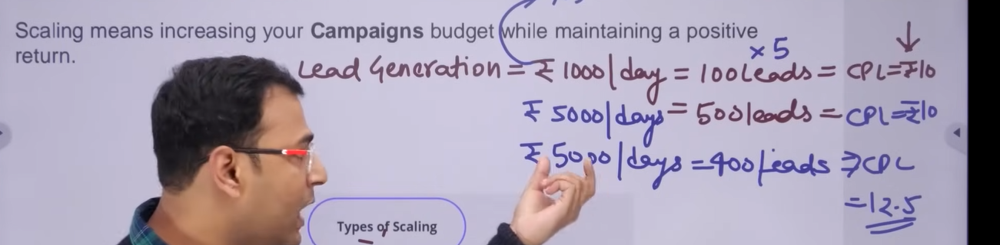 Scaling means increasing your Campaigns budget while maintaining a positive
return.
× 5
Lead Generation = ₹ 1000/day = 100 Leads = CPL=₹10
₹ 5000/days = 500 leads = CPL=₹10
₹ 5000/days = 400 leads ⇒ CPL
= 12.5
Types of Scaling